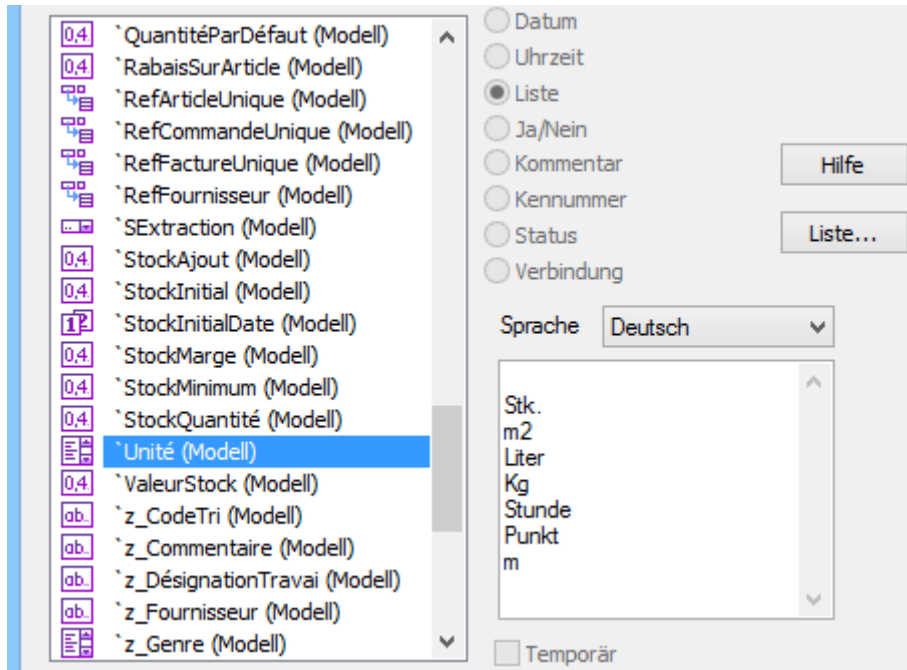 `QuantitéParDéfaut (Modell)
`RabaisSurArticle (Modell)
`RefArticleUnique (Modell)
`RefCommandeUnique (Modell)
`RefFactureUnique (Modell)
`RefFournisseur (Modell)
`SExtraction (Modell)
`StockAjout (Modell)
`StockInitial (Modell)
`StockInitialDate (Modell)
`StockMarge (Modell)
`StockMinimum (Modell)
`StockQuantité (Modell)
`Unité (Modell)
`ValeurStock (Modell)
`z_CodeTri (Modell)
`z_Commentaire (Modell)
`z_DésignationTravai (Modell)
`z_Fournisseur (Modell)
`z_Genre (Modell)
Datum
Uhrzeit
Liste
Ja/Nein
Kommentar
Kennummer
Status
Verbindung
Hilfe
Liste...
Sprache Deutsch
Stk.
m2
Liter
Kg
Stunde
Punkt
m
Temporär